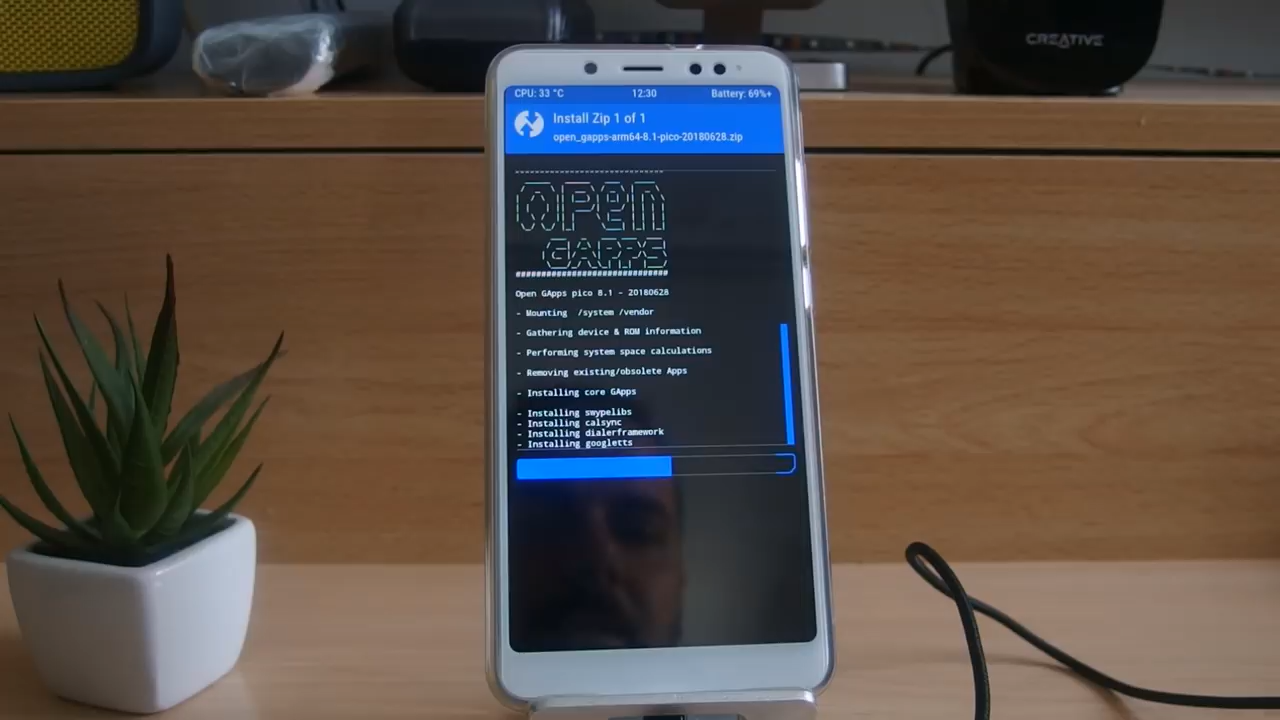 CREATIVE
CPU: 33 °C 12:30 Battery: 69%+
Install Zip 1 of 1
open_gapps-arm64-8.1-pico-20180628.zip
OPEN
GAPPS
##############################
Open GApps pico 8.1 - 20180628
- Mounting /system /vendor
- Gathering device & ROM information
- Performing system space calculations
- Removing existing/obsolete Apps
- Installing core GApps
- Installing swypelibs
- Installing calsync
- Installing dialerframework
- Installing googletts